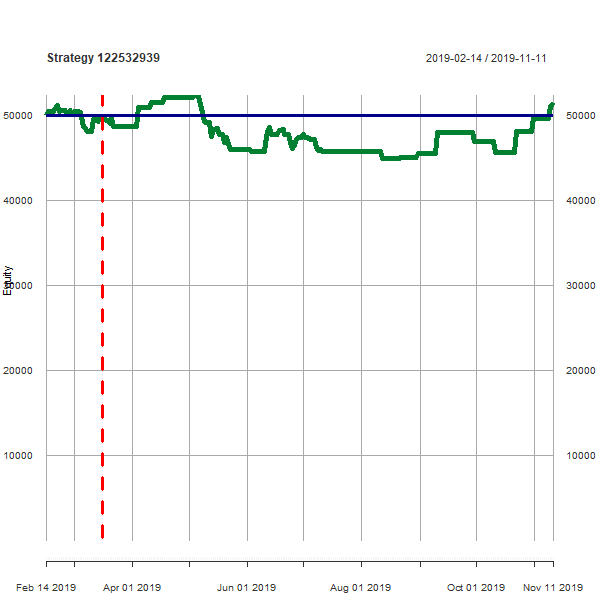 Strategy 122532939 2019-02-14 / 2019-11-11
50000 50000
40000 40000
Equity
30000 30000
20000 20000
10000 10000
Feb 14 2019 Apr 01 2019 Jun 01 2019 Aug 01 2019 Oct 01 2019 Nov 11 2019